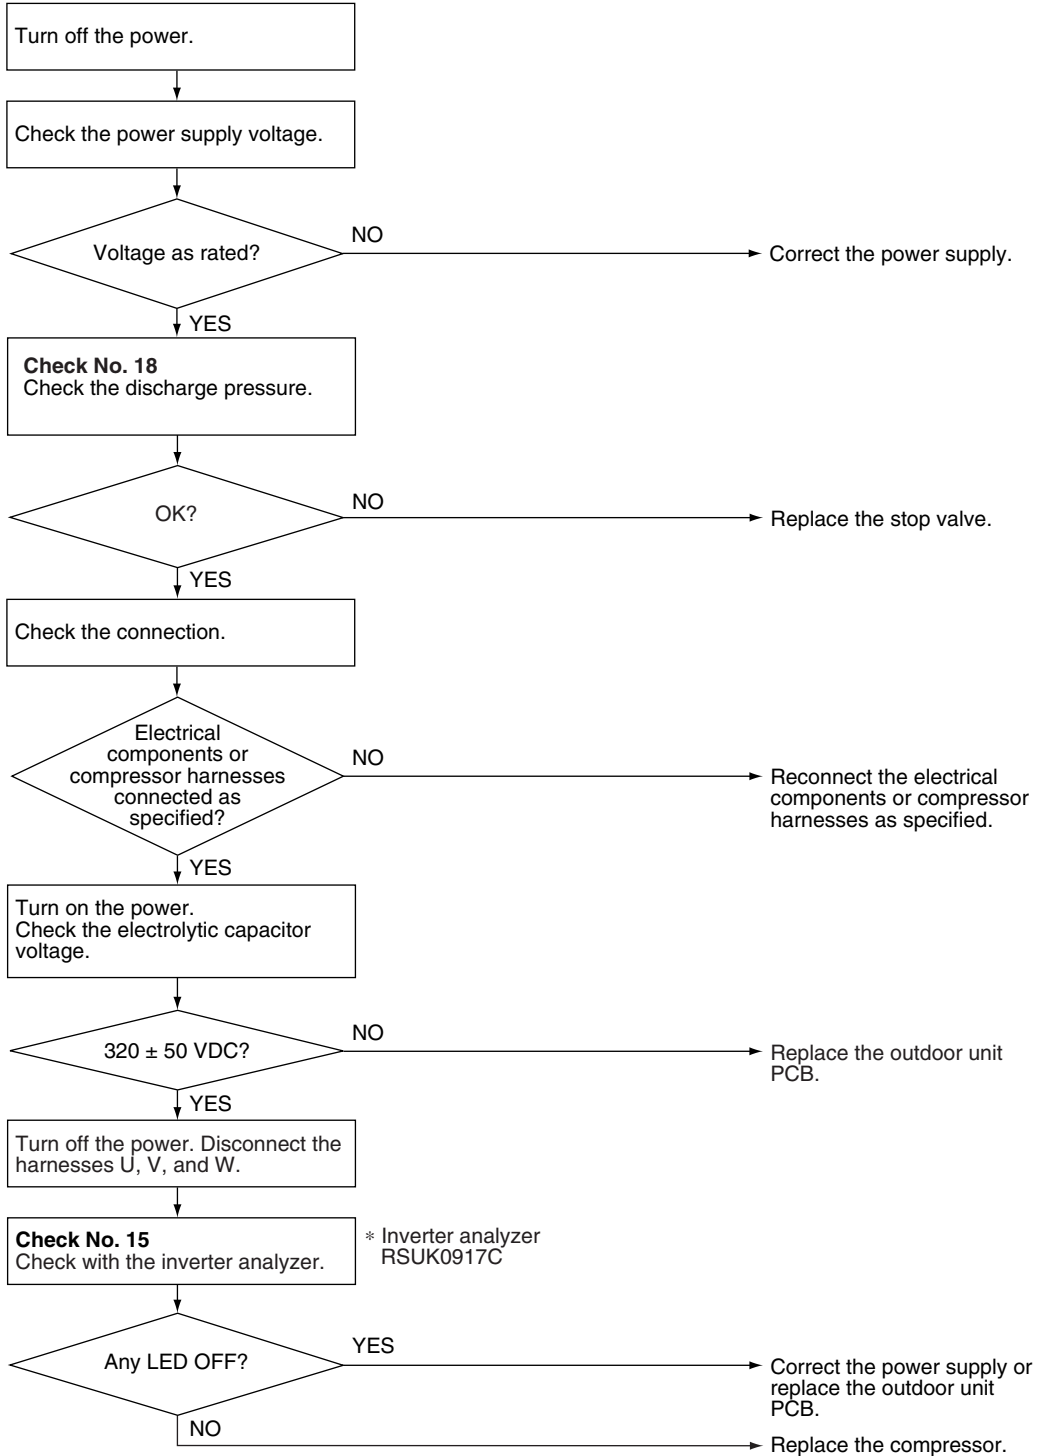 Turn off the power.
Check the power supply voltage.
Voltage as rated?
NO
Correct the power supply.
YES
Check No. 18
Check the discharge pressure.
OK?
NO
Replace the stop valve.
YES
Check the connection.
Electrical
components or
compressor harnesses
connected as
specified?
NO
Reconnect the electrical
components or compressor
harnesses as specified.
YES
Turn on the power.
Check the electrolytic capacitor
voltage.
320 ± 50 VDC?
NO
Replace the outdoor unit
PCB.
YES
Turn off the power. Disconnect the
harnesses U, V, and W.
Check No. 15
Check with the inverter analyzer.
* Inverter analyzer
RSUK0917C
Any LED OFF?
YES
Correct the power supply or
replace the outdoor unit
PCB.
NO
Replace the compressor.